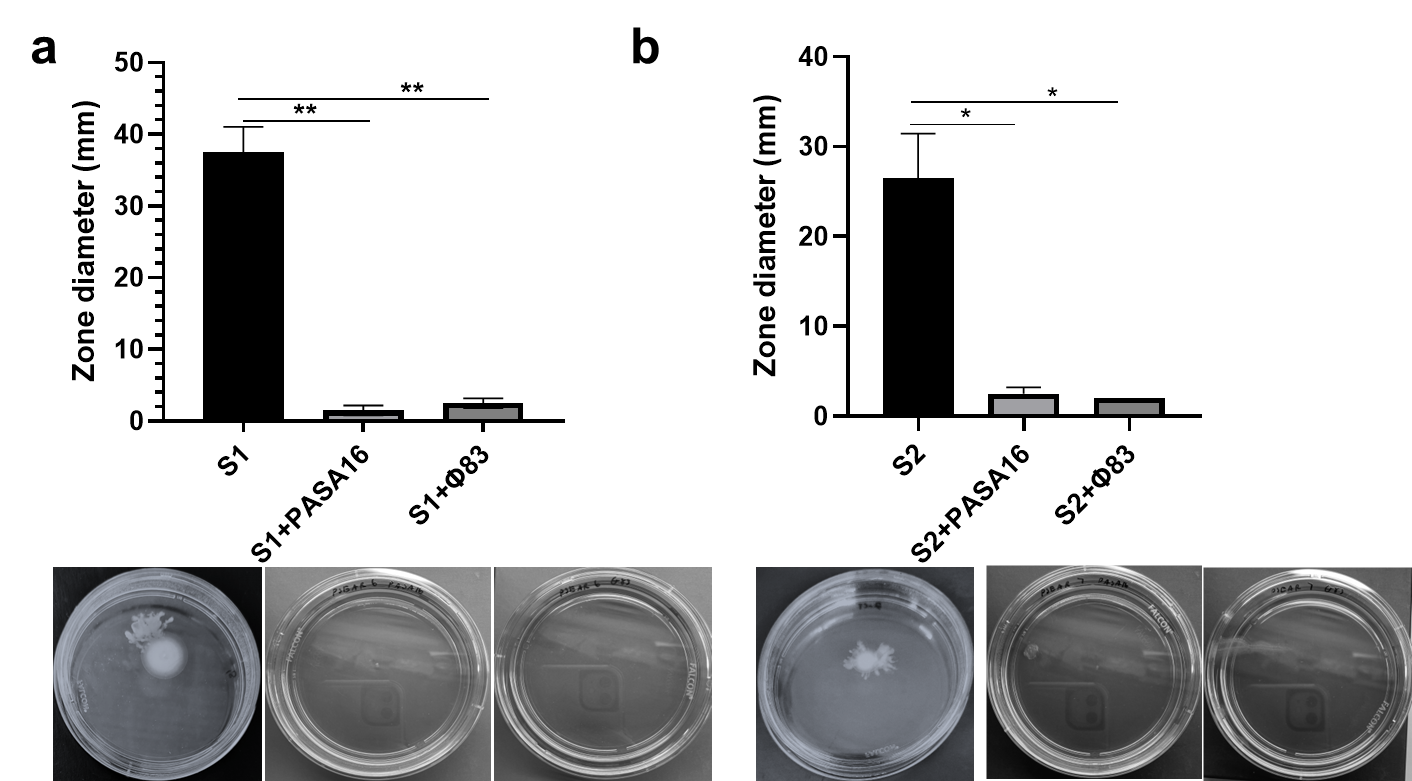 a
50
40
30
20
10
0
Zone diameter (mm)
**
**
S1
S1+PASA16
S1+Φ83
b
40
30
20
10
0
Zone diameter (mm)
*
*
S2
S2+PASA16
S2+Φ83
FALCON
FALCON
FALCON
FALCON